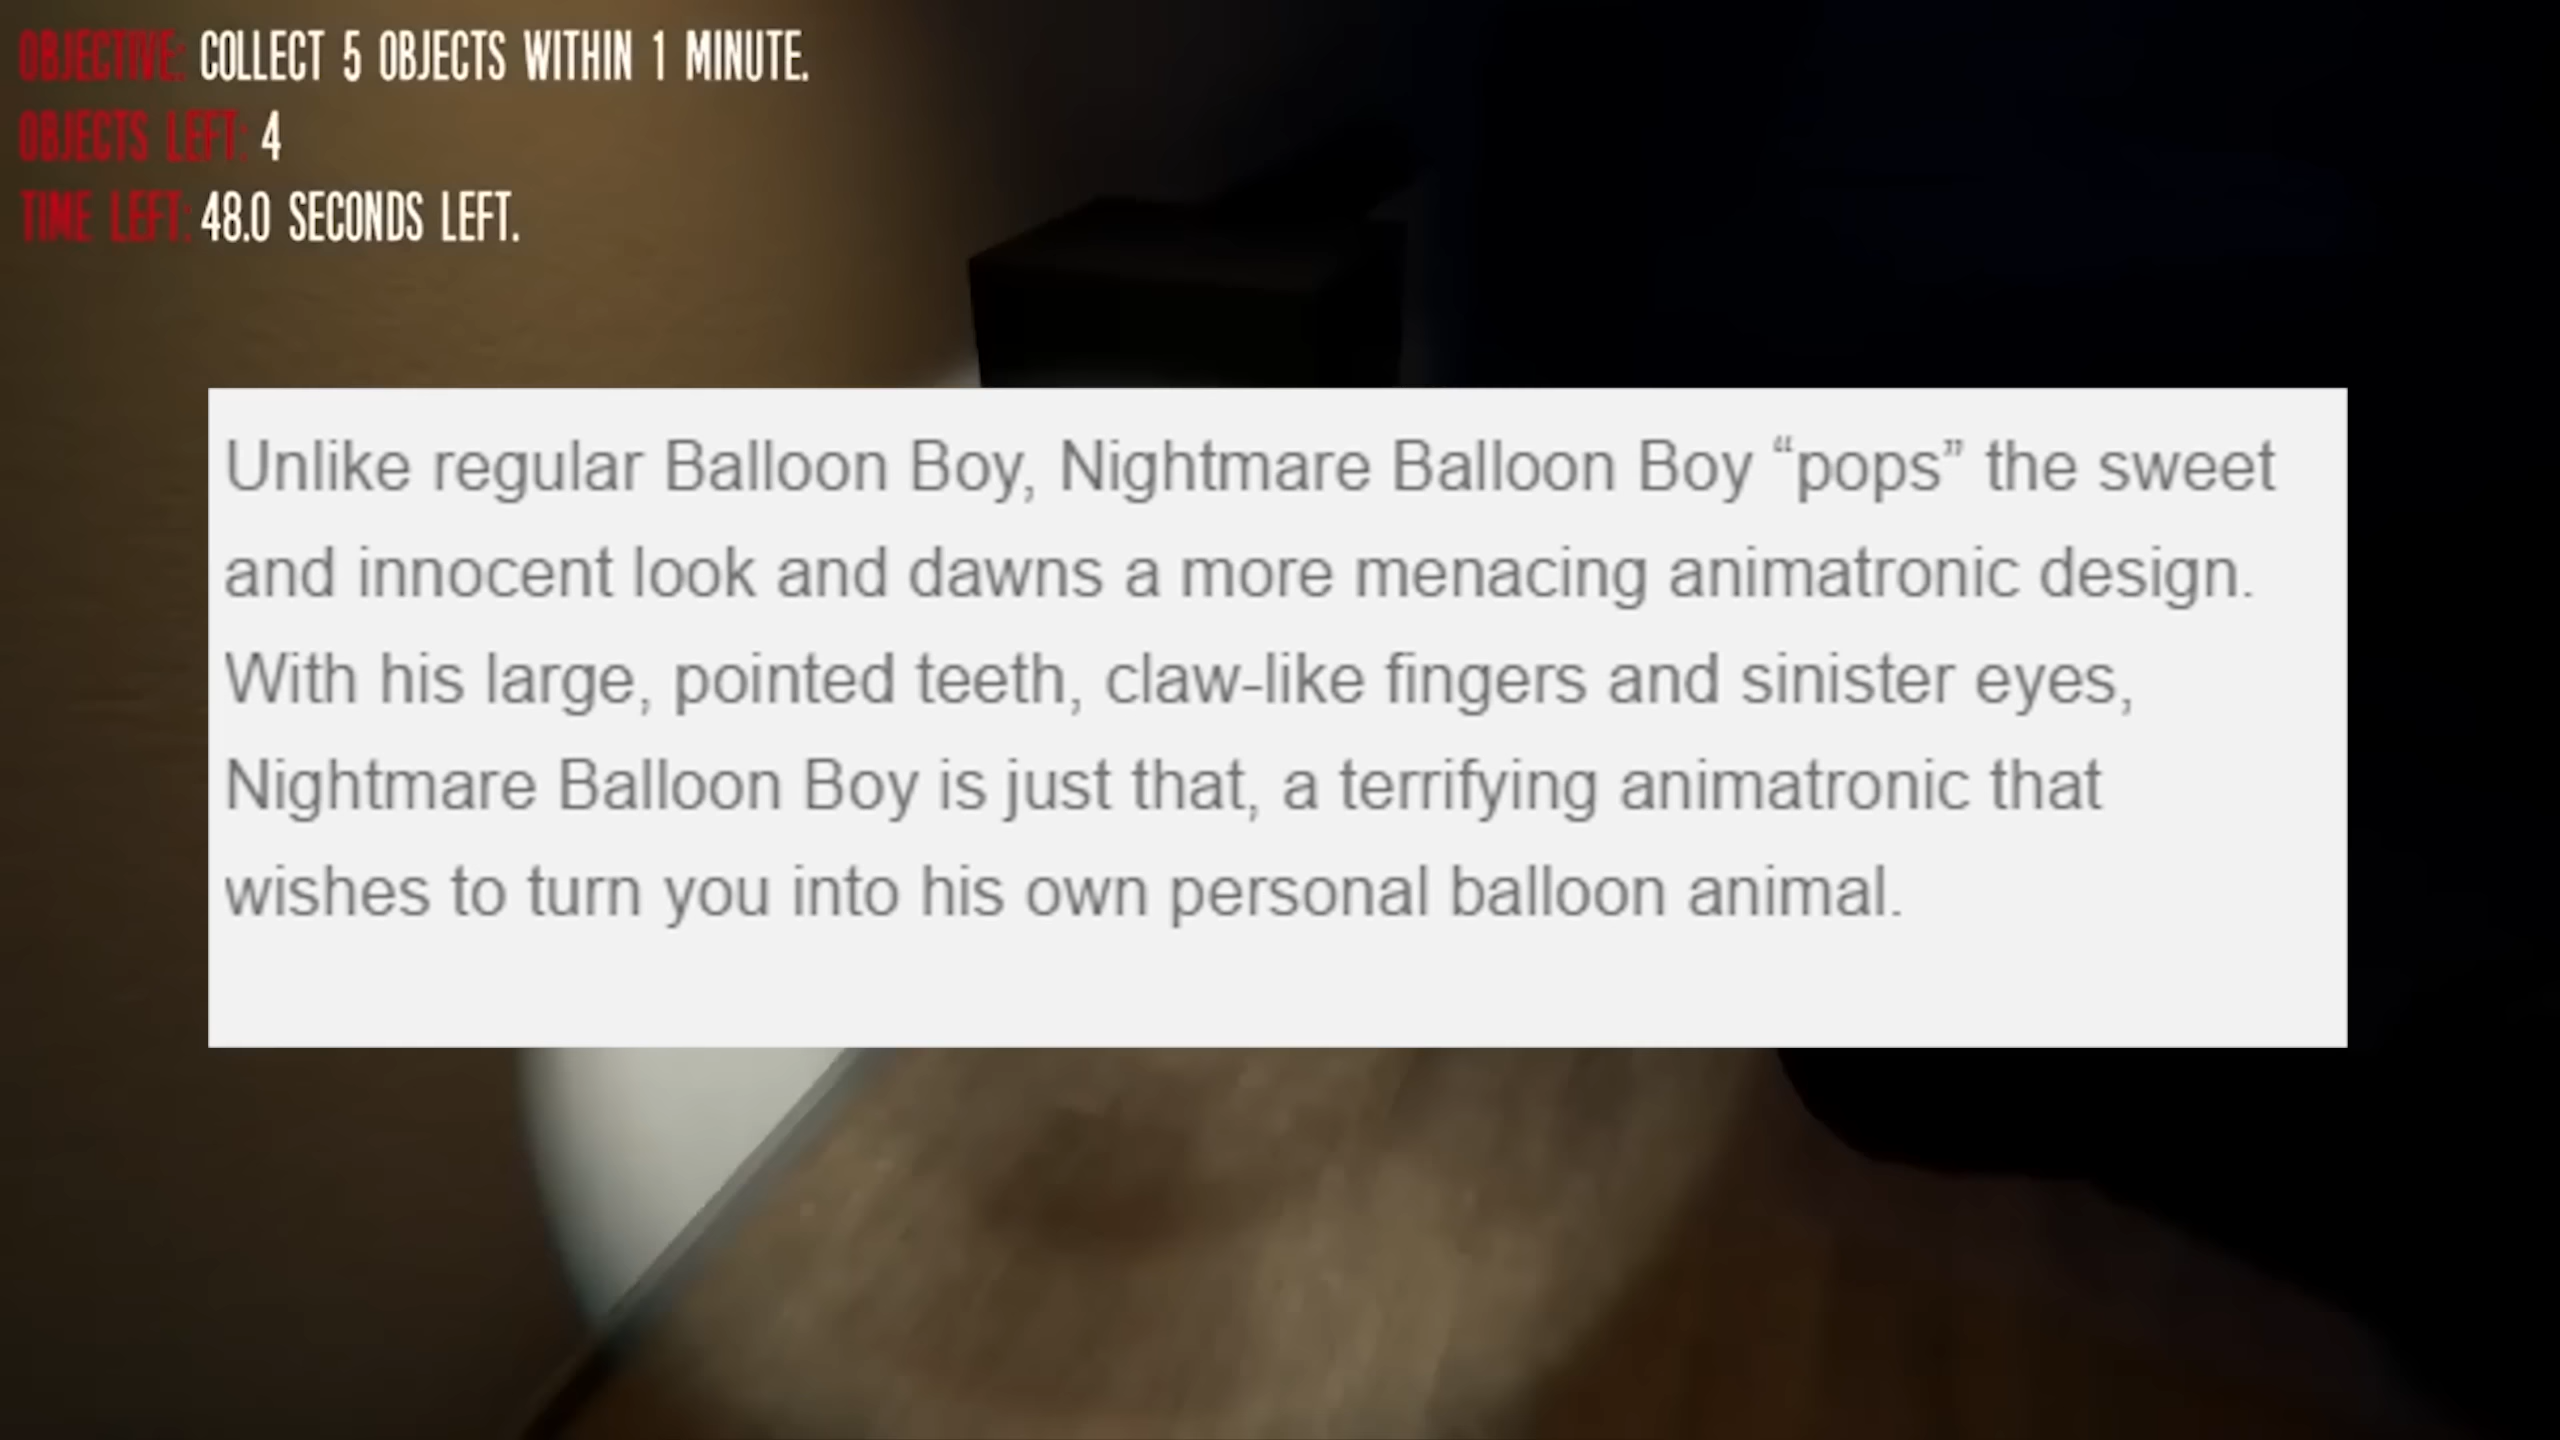 OBJECTIVE: COLLECT 5 OBJECTS WITHIN 1 MINUTE.
OBJECTS LEFT: 4
TIME LEFT: 48.0 SECONDS LEFT.
Unlike regular Balloon Boy, Nightmare Balloon Boy “pops” the sweet
and innocent look and dawns a more menacing animatronic design.
With his large, pointed teeth, claw-like fingers and sinister eyes,
Nightmare Balloon Boy is just that, a terrifying animatronic that
wishes to turn you into his own personal balloon animal.